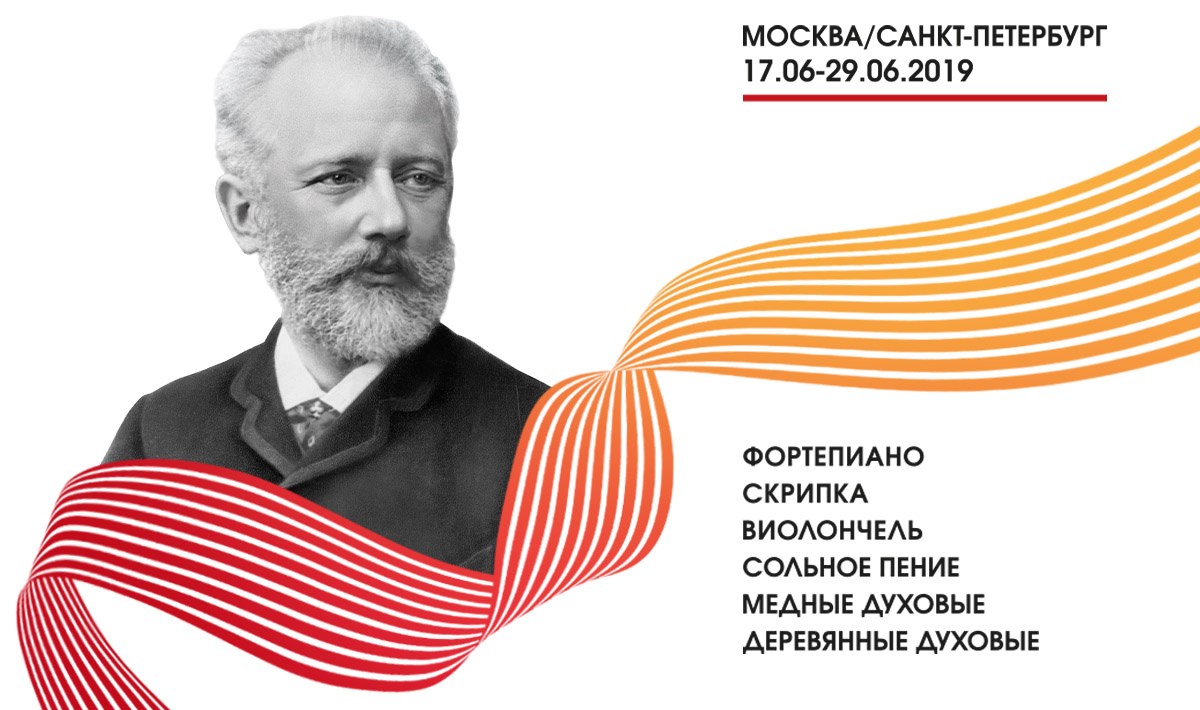 МОСКВА/САНКТ-ПЕТЕРБУРГ
17.06-29.06.2019
ФОРТЕПИАНО
СКРИПКА
ВИОЛОНЧЕЛЬ
СОЛЬНОЕ ПЕНИЕ
МЕДНЫЕ ДУХОВЫЕ
ДЕРЕВЯННЫЕ ДУХОВЫЕ